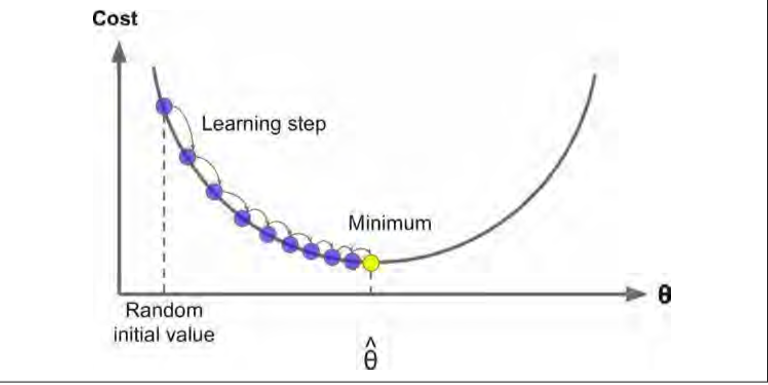 Cost
Learning step
Minimum
θ
Random
initial value
θ̂